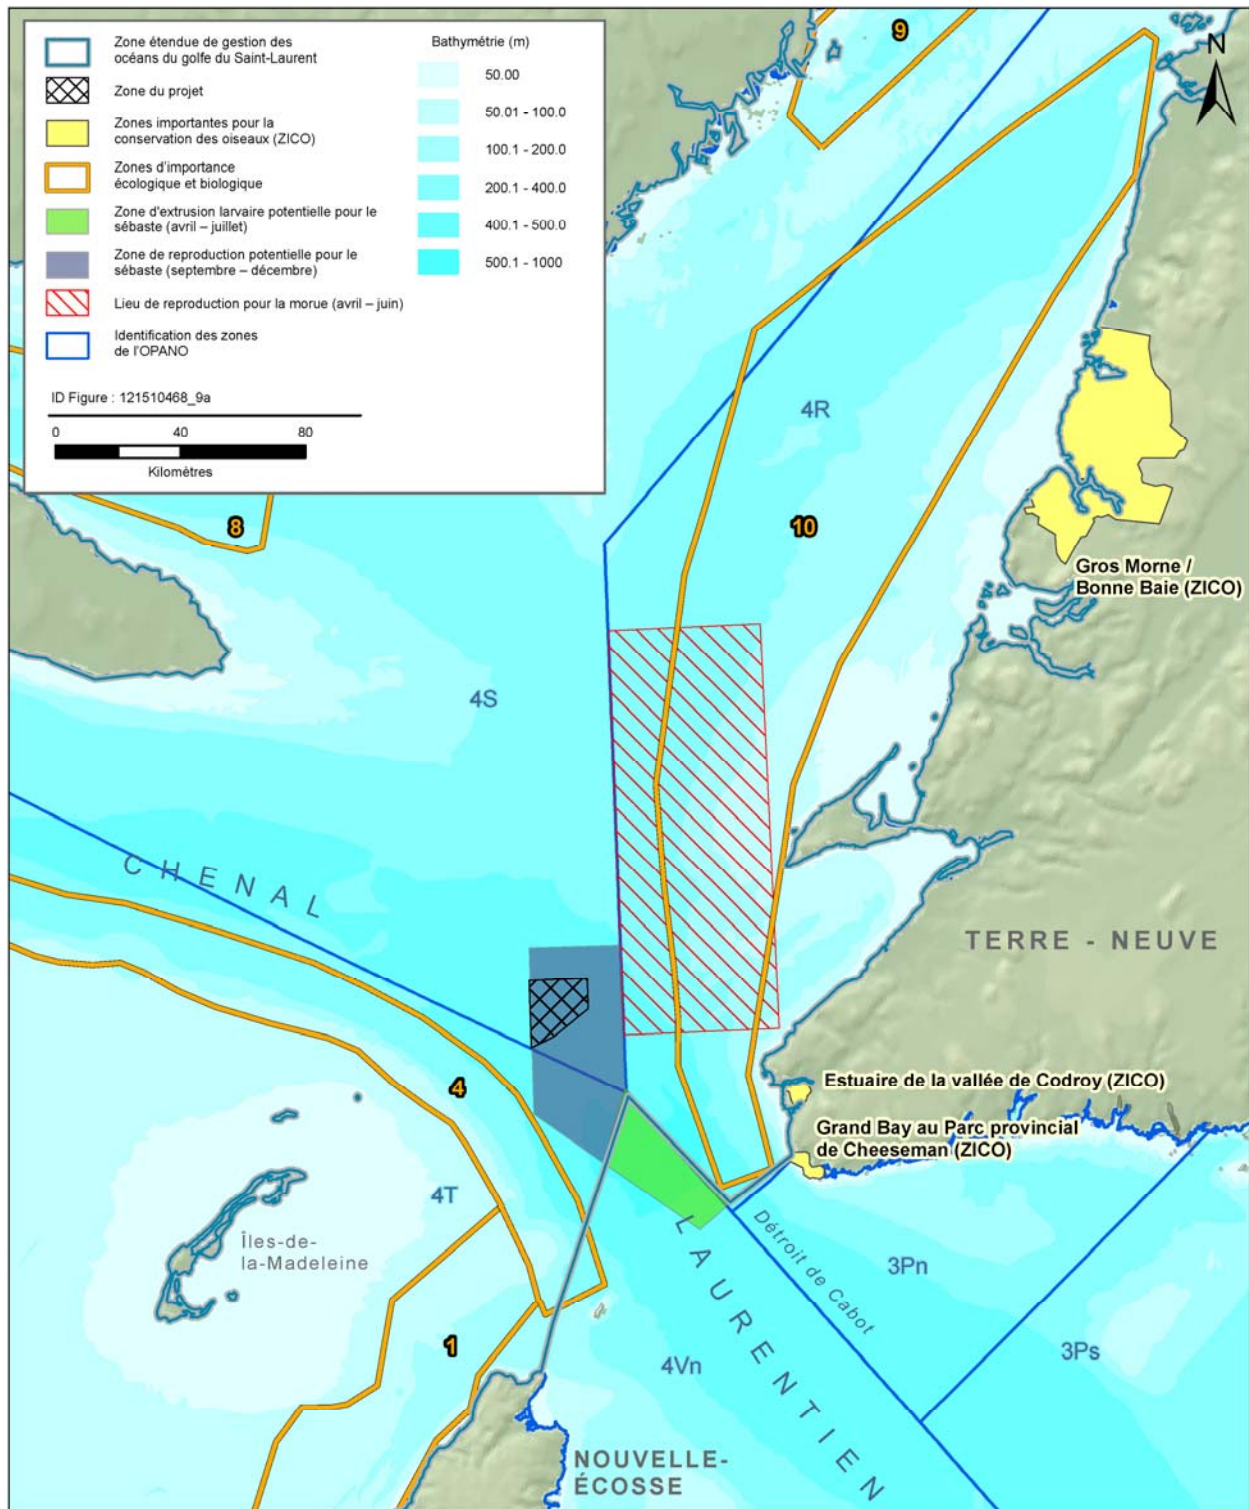 Zone étendue de gestion des
océans du golfe du Saint-Laurent
Zone du projet
Zones importantes pour la
conservation des oiseaux (ZICO)
Zones d'importance
écologique et biologique
Zone d'extrusion larvaire potentielle pour le
sébaste (avril – juillet)
Zone de reproduction potentielle pour le
sébaste (septembre – décembre)
Lieu de reproduction pour la morue (avril – juin)
Identification des zones
de l'OPANO
Bathymétrie (m)
50.00
50.01 - 100.0
100.1 - 200.0
200.1 - 400.0
400.1 - 500.0
500.1 - 1000
ID Figure : 121510468_9a
0 40 80
Kilomètres
N
9
4R
8
10
Gros Morne /
Bonne Baie (ZICO)
4S
CHENAL
TERRE - NEUVE
4
Estuaire de la vallée de Codroy (ZICO)
Grand Bay au Parc provincial
de Cheeseman (ZICO)
4T
Îles-de-
la-Madeleine
LAURENTIEN
Détroit de Cabot
3Pn
1
4Vn
3Ps
NOUVELLE-
ÉCOSSE